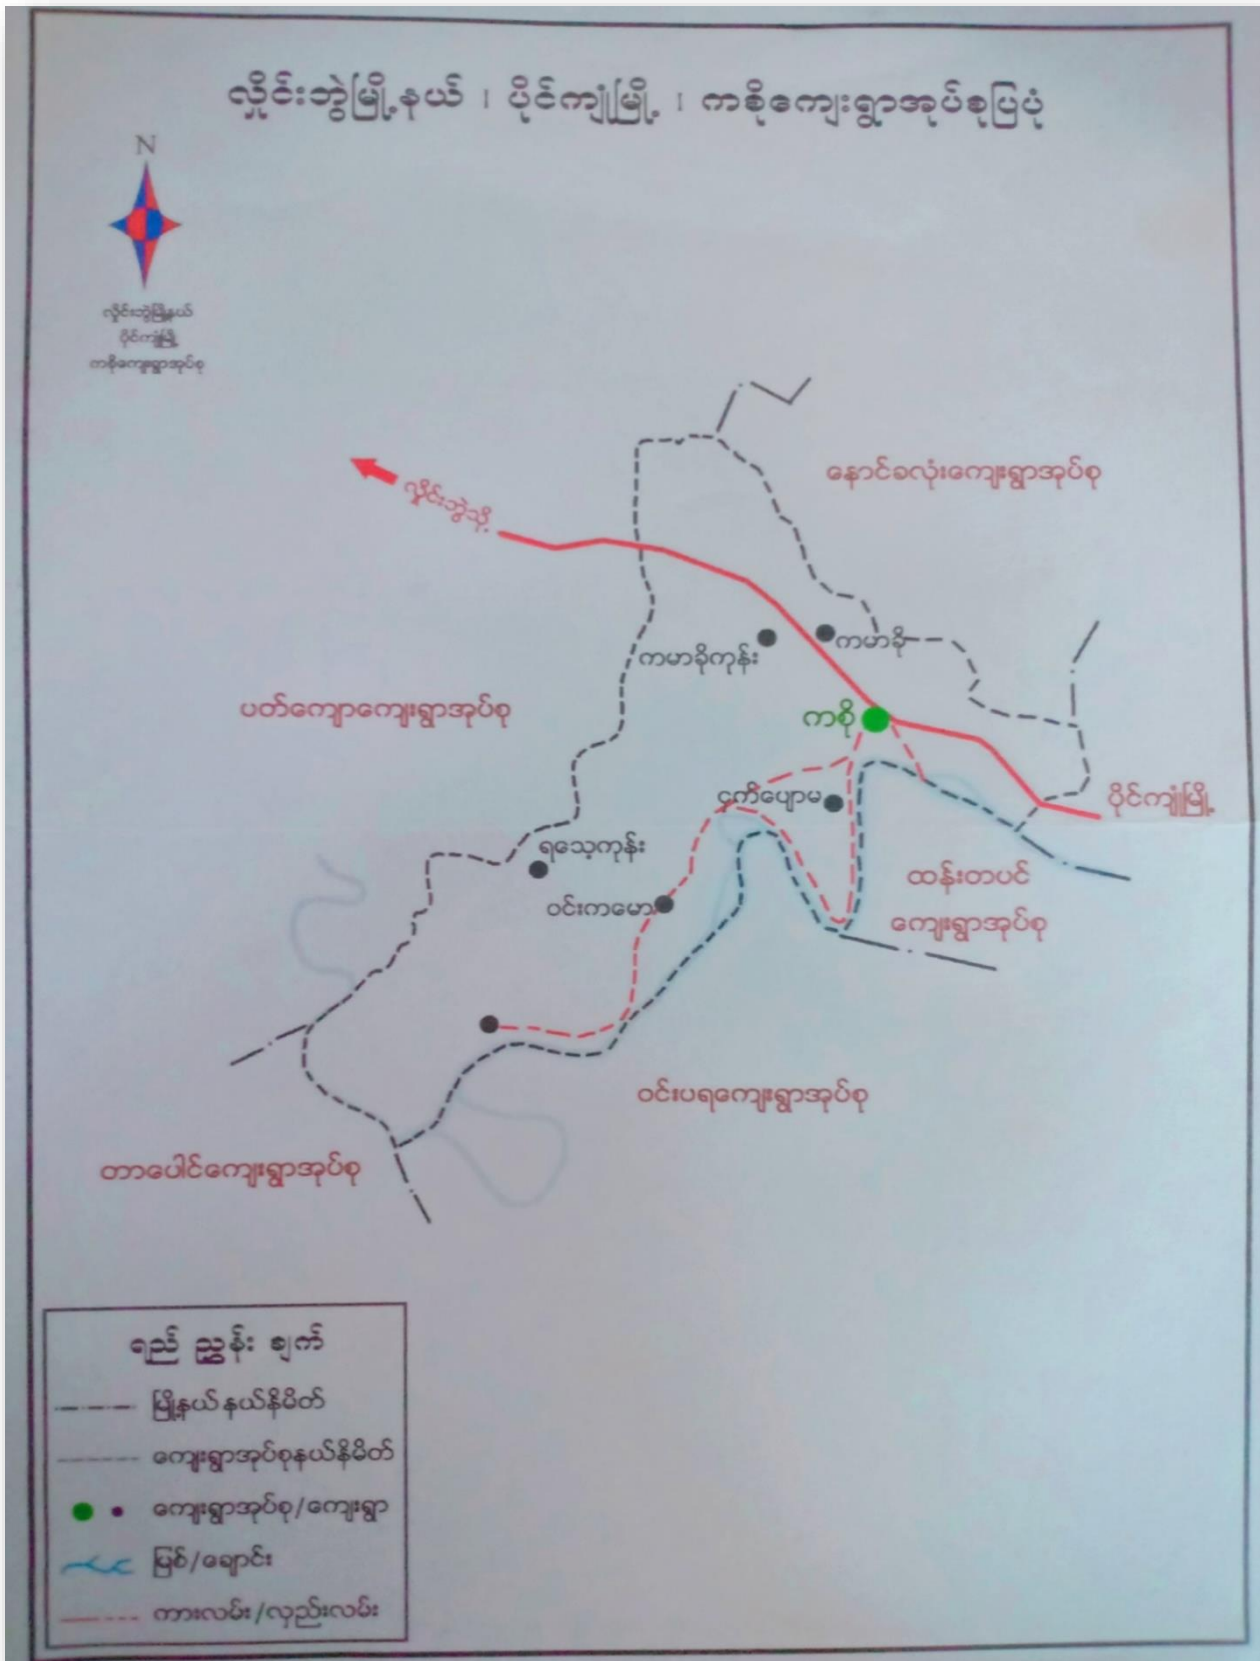 လှိုင်းဘွဲမြို့နယ် ၊ ပိုင်ကျုံမြို့ ၊ ကစိုကျေးရွာအုပ်စုပြပုံ
N
လှိုင်းဘွဲမြို့နယ်
ပိုင်ကျုံမြို့
ကစိုကျေးရွာအုပ်စု
နောင်ခလုံးကျေးရွာအုပ်စု
လှိုင်းဘွဲသို့
ကမာခို
ကမာခိုကုန်း
ပတ်ကျောကျေးရွာအုပ်စု
ကစို
ငှက်ပျောမ
ပိုင်ကျုံမြို့
ရသေ့ကုန်း
ထန်းတပင်
ကျေးရွာအုပ်စု
ဝင်းကမော
ဝင်းပရကျေးရွာအုပ်စု
တာပေါင်ကျေးရွာအုပ်စု
ရည် ညွှန်း ချက်
မြို့နယ်နယ်နိမိတ်
ကျေးရွာအုပ်စုနယ်နိမိတ်
ကျေးရွာအုပ်စု/ကျေးရွာ
မြစ်/ချောင်း
ကားလမ်း/လှည်းလမ်း